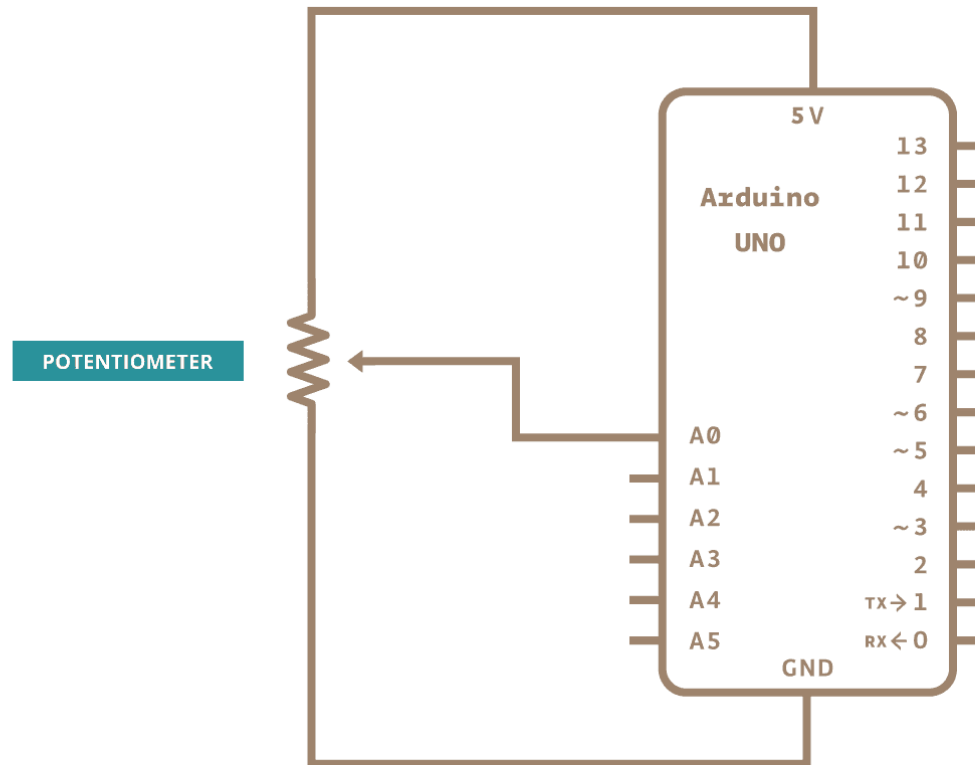 5V
13
12
Arduino
11
UNO
10
~9
8
POTENTIOMETER
7
~6
A0
~5
A1
4
A2
~3
A3
2
A4
TX→1
A5
RX←0
GND